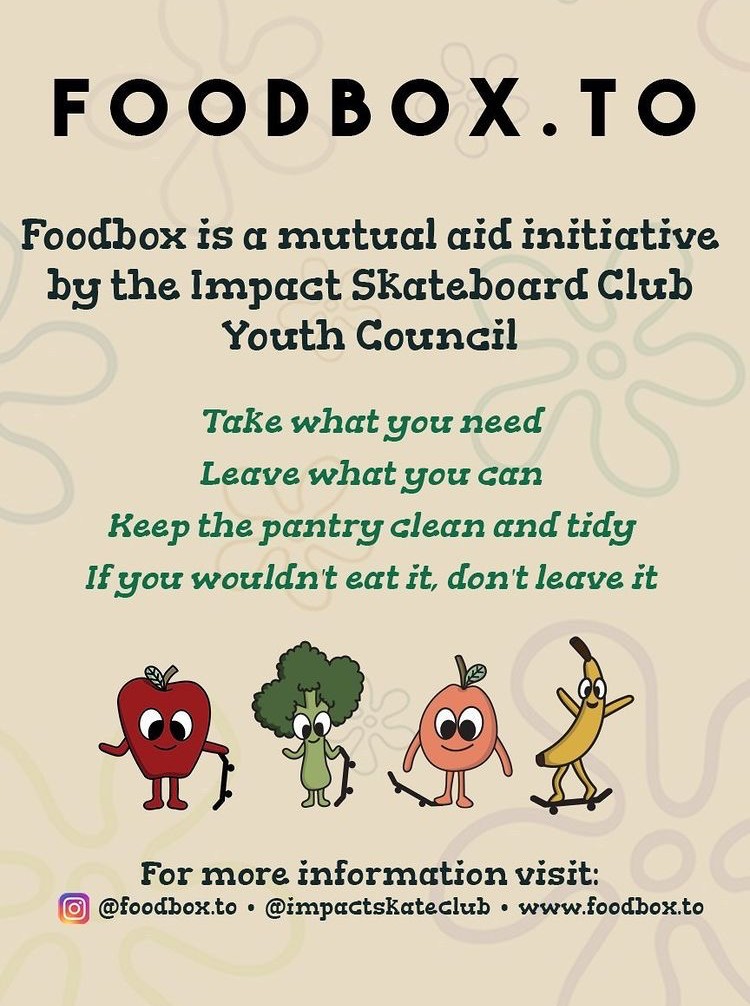 FOODBOX.TO
Foodbox is a mutual aid initiative
by the Impact Skateboard Club
Youth Council
Take what you need
Leave what you can
Keep the pantry clean and tidy
If you wouldn't eat it, don't leave it
For more information visit:
@foodbox.to • @impactskateclub • www.foodbox.to